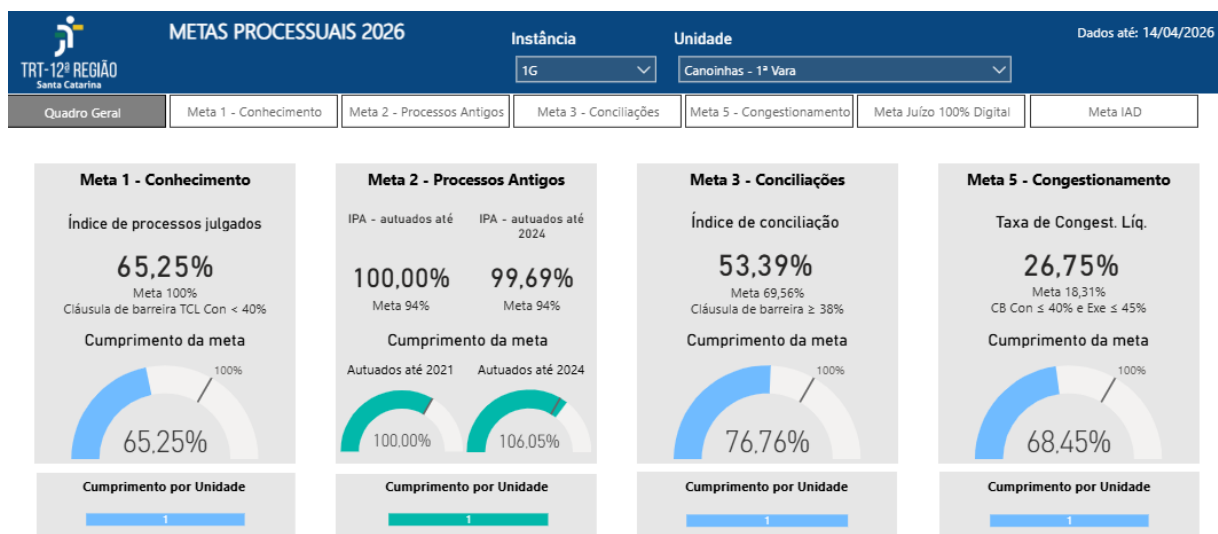 METAS PROCESSUAIS 2026
Instância
Unidade
Dados até: 14/04/2026
TRT-12ª REGIÃO
Santa Catarina
1G
Canoinhas - 1ª Vara
Quadro Geral
Meta 1 - Conhecimento
Meta 2 - Processos Antigos
Meta 3 - Conciliações
Meta 5 - Congestionamento
Meta Juízo 100% Digital
Meta IAD
Meta 1 - Conhecimento
Índice de processos julgados
65,25%
Meta 100%
Cláusula de barreira TCL Con < 40%
Cumprimento da meta
100%
65,25%
Cumprimento por Unidade
1
Meta 2 - Processos Antigos
IPA - autuados até
IPA - autuados até
2024
100,00%
99,69%
Meta 94%
Meta 94%
Cumprimento da meta
Autuados até 2021
Autuados até 2024
100,00%
106,05%
Cumprimento por Unidade
1
Meta 3 - Conciliações
Índice de conciliação
53,39%
Meta 69,56%
Cláusula de barreira ≥ 38%
Cumprimento da meta
100%
76,76%
Cumprimento por Unidade
1
Meta 5 - Congestionamento
Taxa de Congest. Líq.
26,75%
Meta 18,31%
CB Con ≤ 40% e Exe ≤ 45%
Cumprimento da meta
100%
68,45%
Cumprimento por Unidade
1